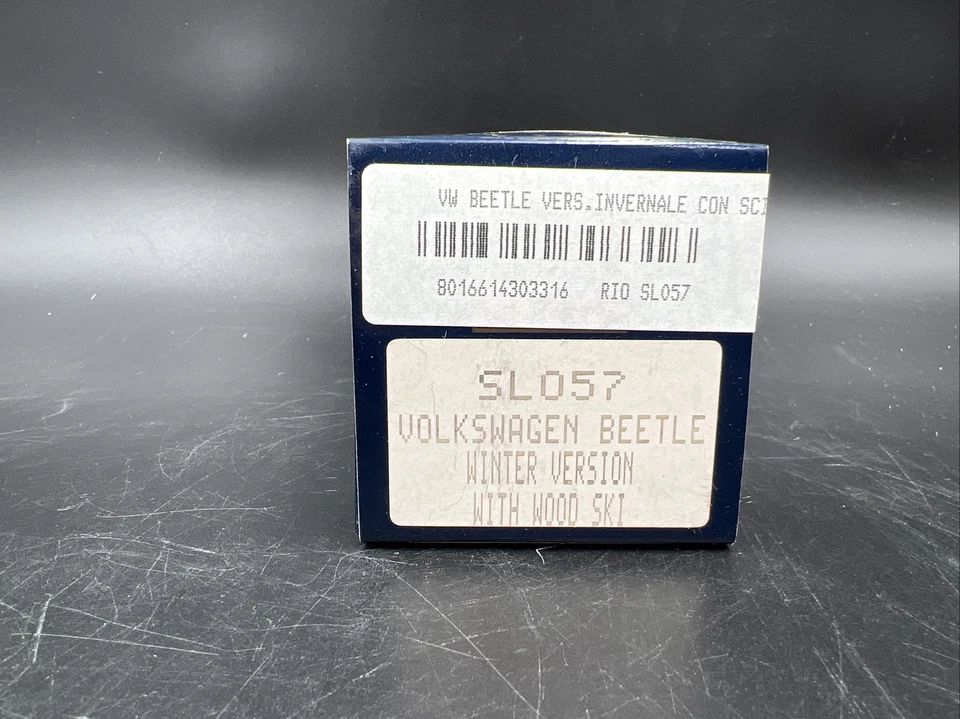 VW BEETLE VERS.INVERNALE CON SCI
8016614303316 RIO SL057
SL057
VOLKSWAGEN BEETLE
WINTER VERSION
WITH WOOD SKI